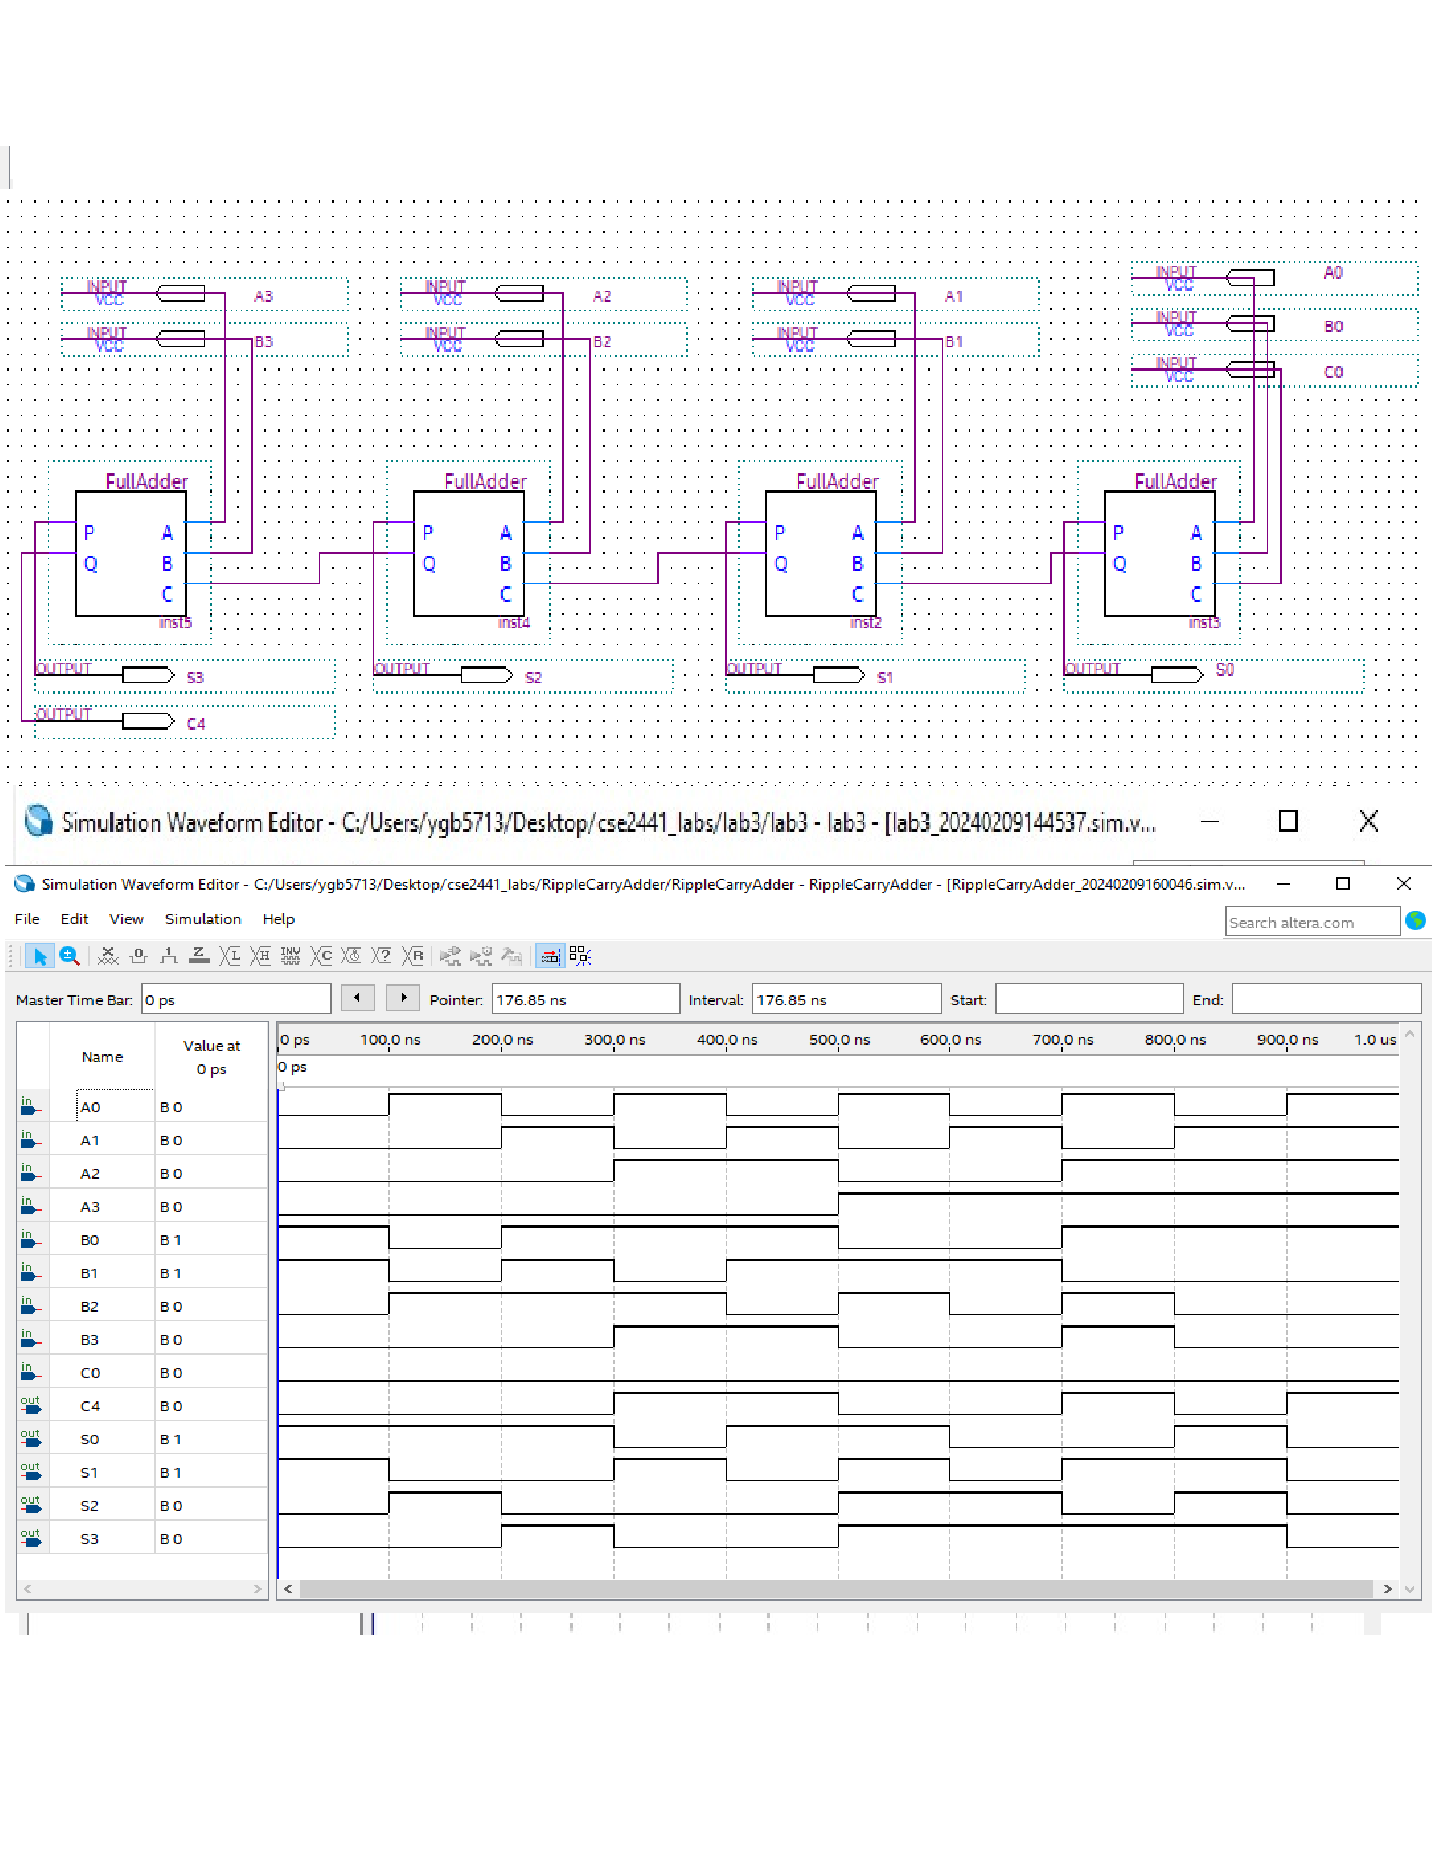 INPUT
VCC
A3
INPUT
VCC
B3
INPUT
VCC
A2
INPUT
VCC
B2
INPUT
VCC
A1
INPUT
VCC
B1
INPUT
VCC
A0
INPUT
VCC
B0
INPUT
VCC
C0
FullAdder
P A
Q B
C
inst5
FullAdder
P A
Q B
C
inst4
FullAdder
P A
Q B
C
inst2
FullAdder
P A
Q B
C
inst3
OUTPUT S3
OUTPUT C4
OUTPUT S2
OUTPUT S1
OUTPUT S0
Simulation Waveform Editor - C:/Users/ygb5713/Desktop/cse2441_labs/lab3/lab3 - lab3 - [lab3_20240209144537.sim.v...
Simulation Waveform Editor - C:/Users/ygb5713/Desktop/cse2441_labs/RippleCarryAdder/RippleCarryAdder - RippleCarryAdder - [RippleCarryAdder_20240209160046.sim.v...
File Edit View Simulation Help
Search altera.com
Master Time Bar: 0 ps Pointer: 176.85 ns Interval: 176.85 ns Start: End:
Name Value at
0 ps
0 ps 100.0 ns 200.0 ns 300.0 ns 400.0 ns 500.0 ns 600.0 ns 700.0 ns 800.0 ns 900.0 ns 1.0 us
0 ps
in A0 B 0
in A1 B 0
in A2 B 0
in A3 B 0
in B0 B 1
in B1 B 1
in B2 B 0
in B3 B 0
in C0 B 0
out C4 B 0
out S0 B 1
out S1 B 1
out S2 B 0
out S3 B 0